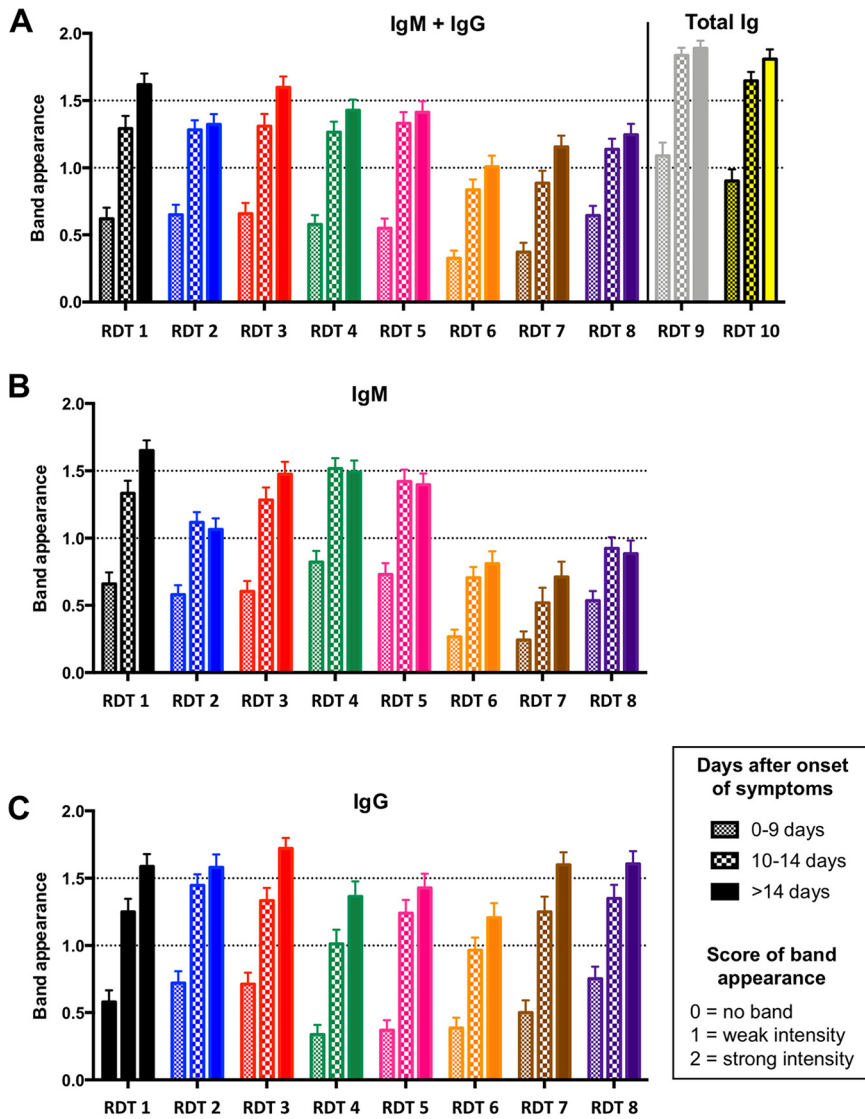 A
IgM + IgG
Total Ig
Band appearance
2.0
1.5
1.0
0.5
0.0
RDT 1 RDT 2 RDT 3 RDT 4 RDT 5 RDT 6 RDT 7 RDT 8 RDT 9 RDT 10
B
IgM
Band appearance
2.0
1.5
1.0
0.5
0.0
RDT 1 RDT 2 RDT 3 RDT 4 RDT 5 RDT 6 RDT 7 RDT 8
C
IgG
Band appearance
2.0
1.5
1.0
0.5
0.0
RDT 1 RDT 2 RDT 3 RDT 4 RDT 5 RDT 6 RDT 7 RDT 8
Days after onset
of symptoms
0-9 days
10-14 days
>14 days
Score of band
appearance
0 = no band
1 = weak intensity
2 = strong intensity